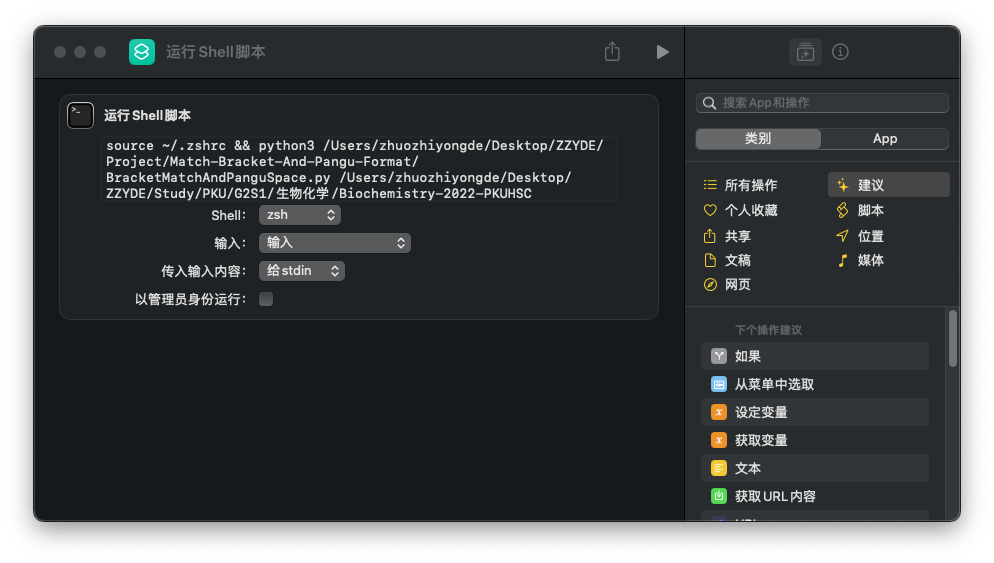 运行 Shell 脚本
运行 Shell 脚本
source ~/.zshrc && python3 /Users/zhuozhiyongde/Desktop/ZZYDE/
Project/Match-Bracket-And-Pangu-Format/
BracketMatchAndPanguSpace.py /Users/zhuozhiyongde/Desktop/
ZZYDE/Study/PKU/G2S1/生物化学/Biochemistry-2022-PKUHSC
Shell： zsh
输入： 输入
传入输入内容： 给 stdin
以管理员身份运行：
搜索 App 和操作
类别 App
所有操作 建议
个人收藏 脚本
共享 位置
文稿 媒体
网页
下个操作建议
如果
从菜单中选取
设定变量
获取变量
文本
获取 URL 内容